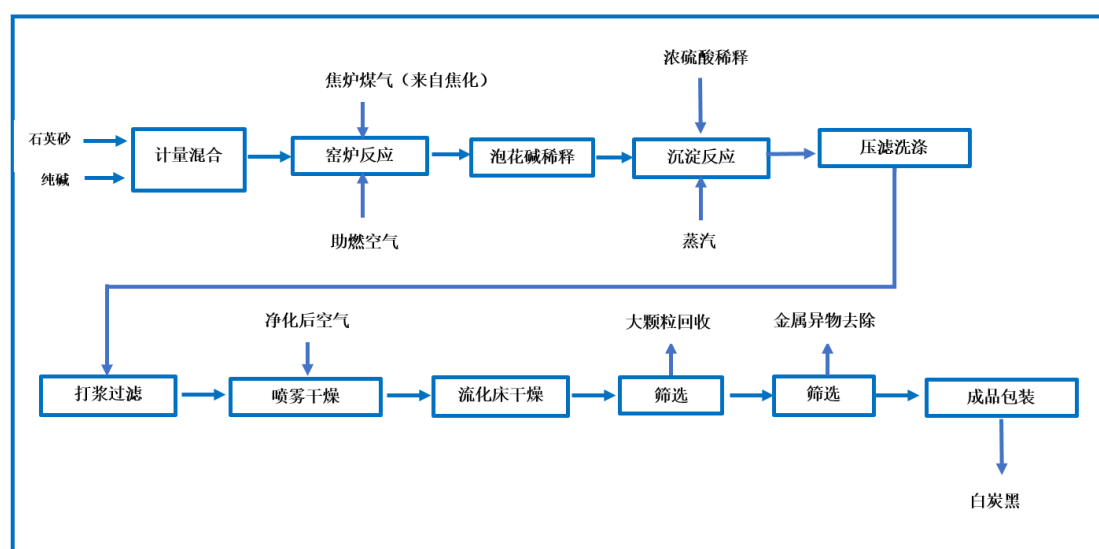 浓硫酸稀释
焦炉煤气（来自焦化）
石英砂
纯碱
计量混合
窑炉反应
泡花碱稀释
沉淀反应
压滤洗涤
助燃空气
蒸汽
净化后空气
大颗粒回收
金属异物去除
打浆过滤
喷雾干燥
流化床干燥
筛选
筛选
成品包装
白炭黑